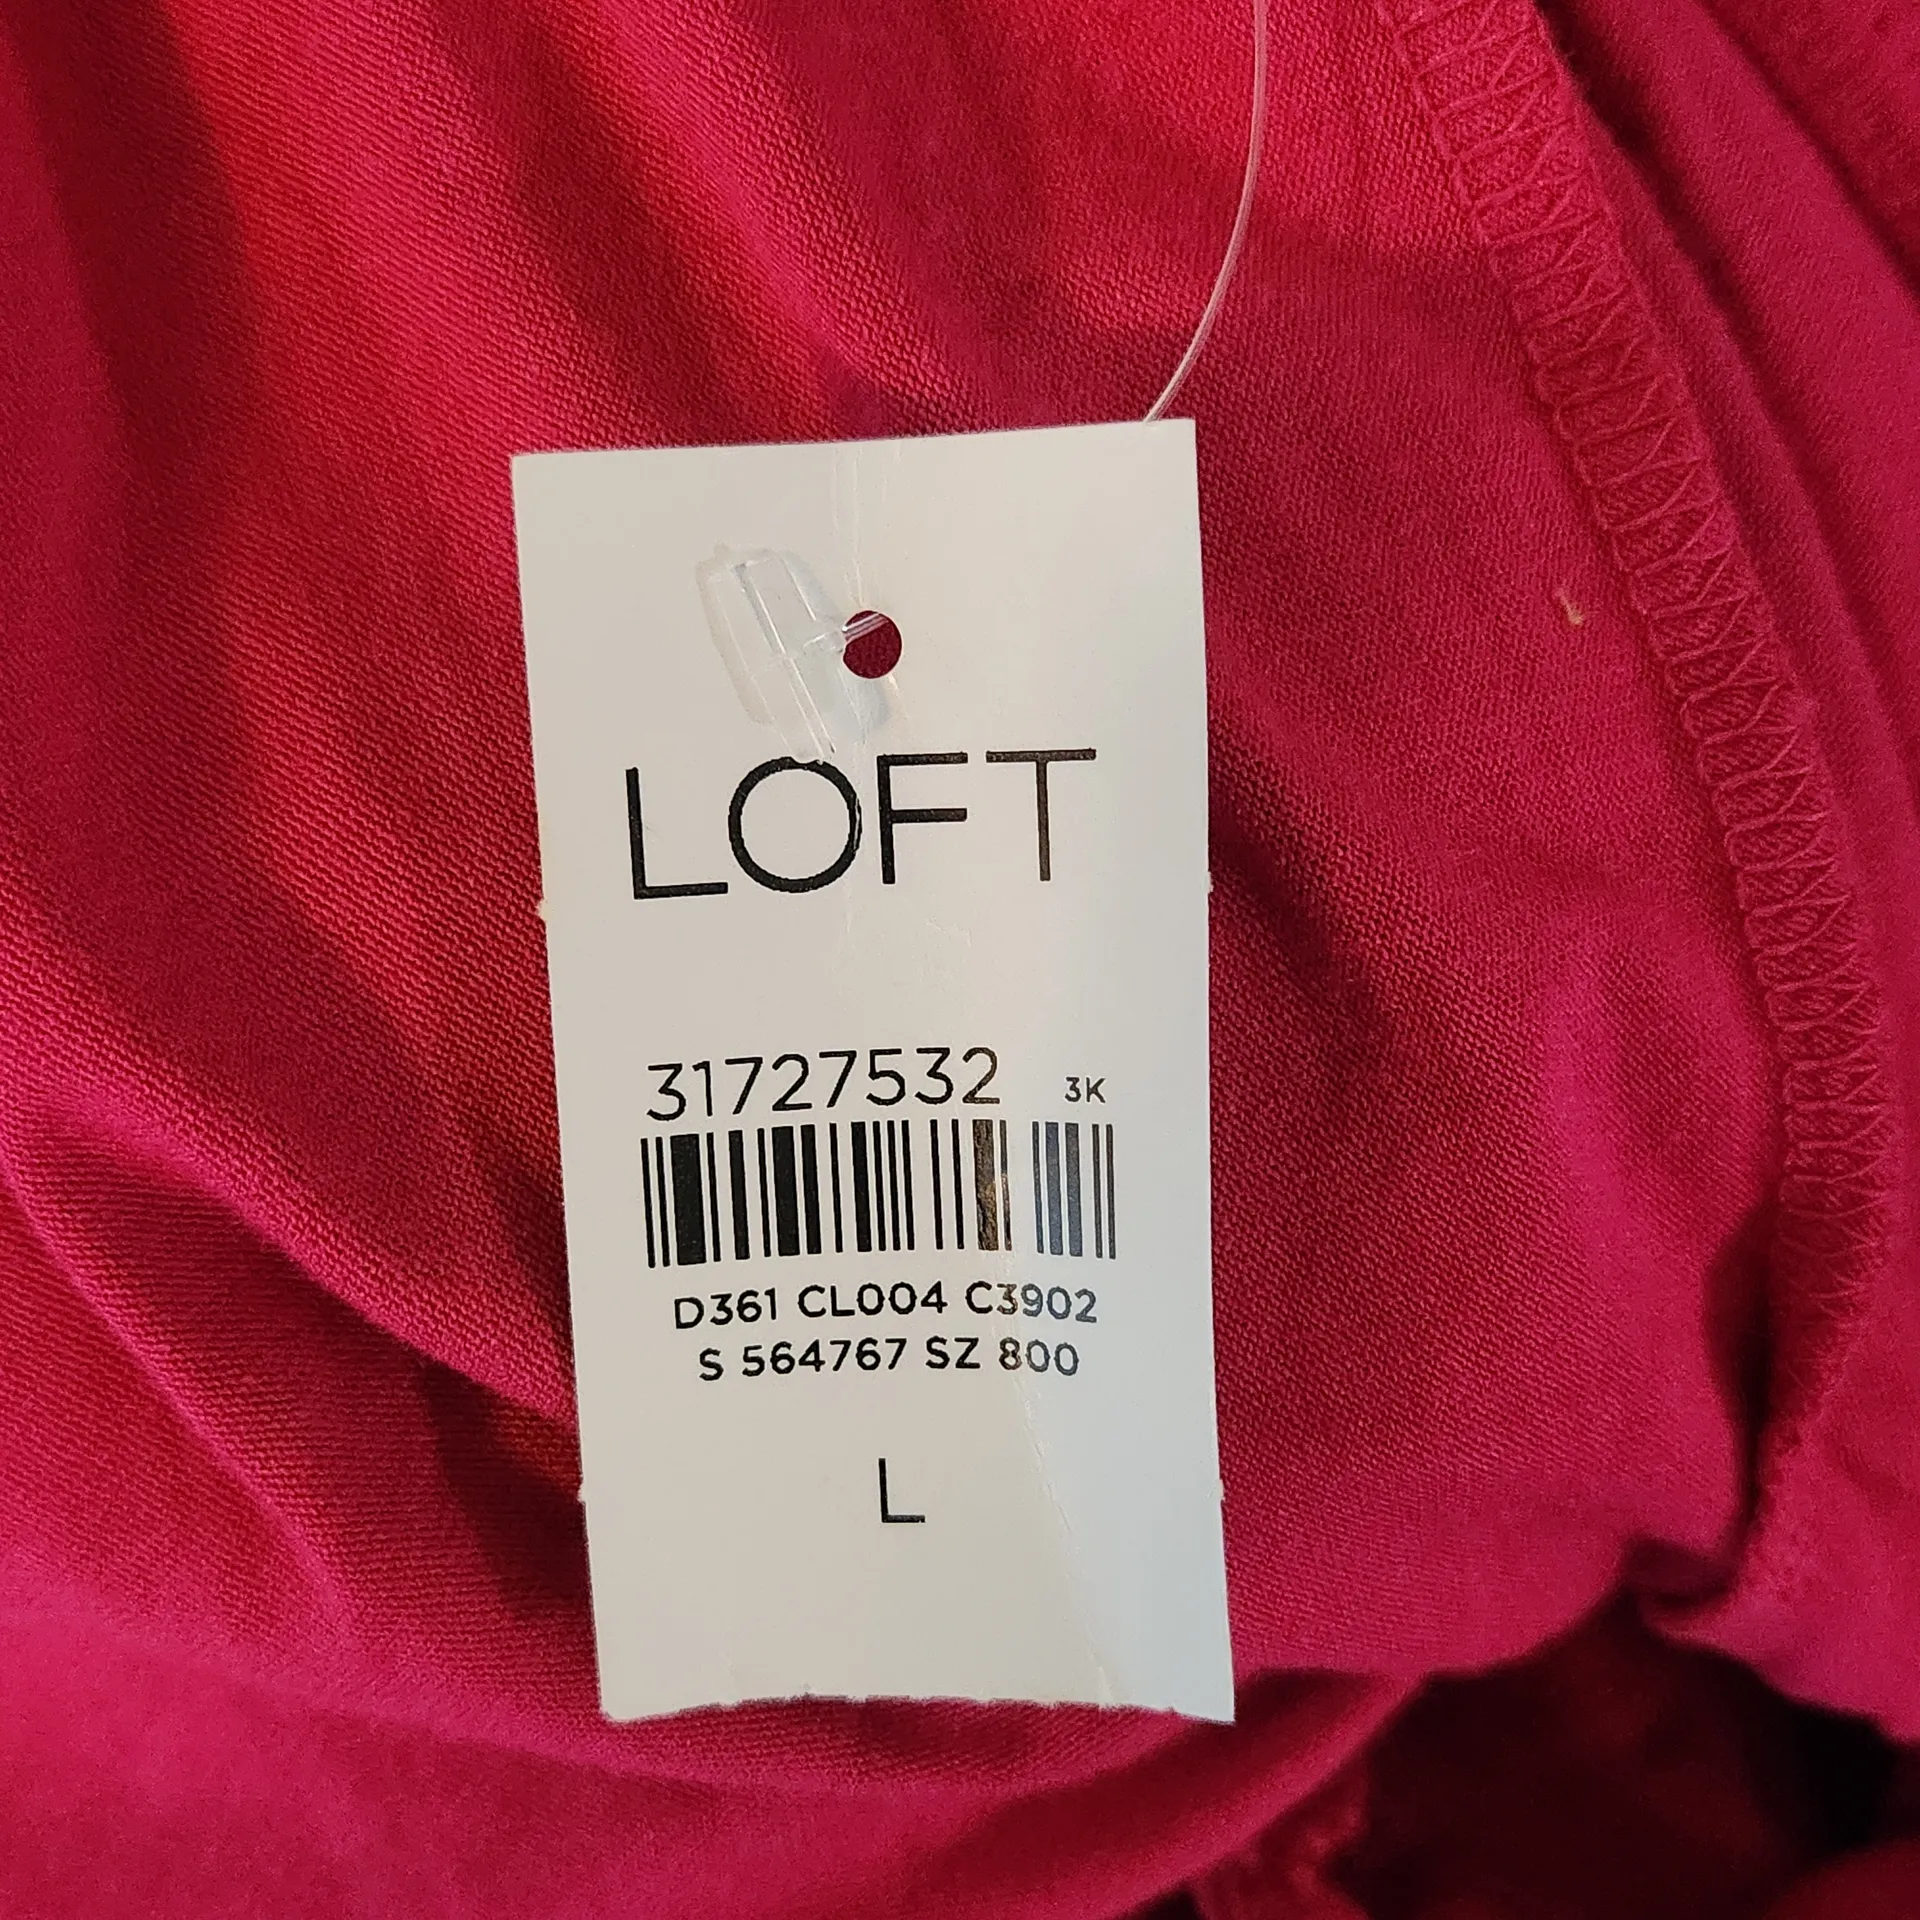 LOFT
31727532 3K
D361 CL004 C3902
S 564767 SZ 800
L